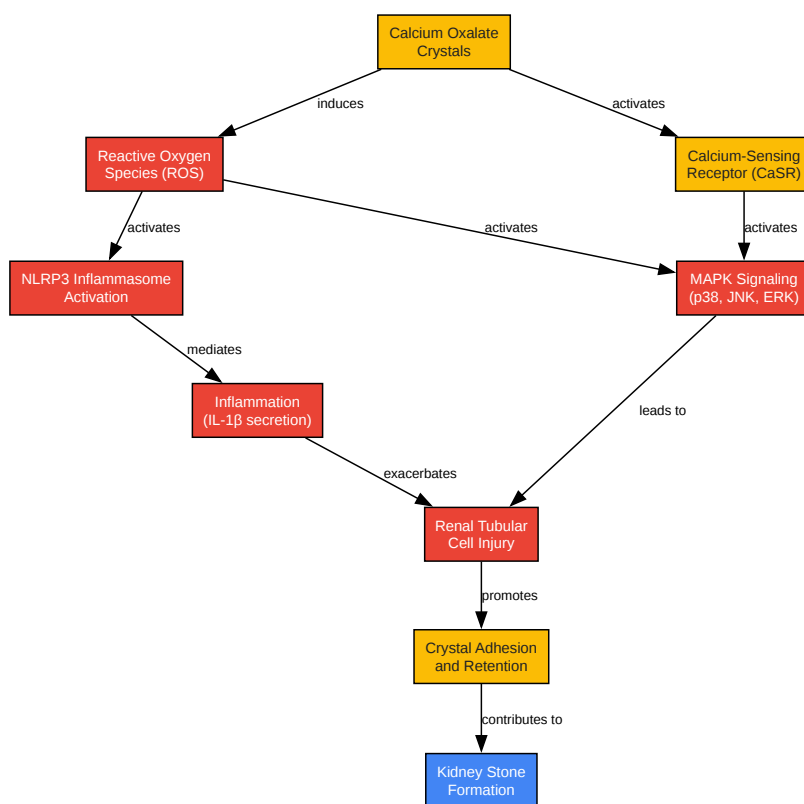 Calcium Oxalate
Crystals
induces
activates
Reactive Oxygen
Species (ROS)
Calcium-Sensing
Receptor (CaSR)
activates
activates
activates
NLRP3 Inflammasome
Activation
MAPK Signaling
(p38, JNK, ERK)
mediates
Inflammation
(IL-1β secretion)
leads to
exacerbates
Renal Tubular
Cell Injury
promotes
Crystal Adhesion
and Retention
contributes to
Kidney Stone
Formation